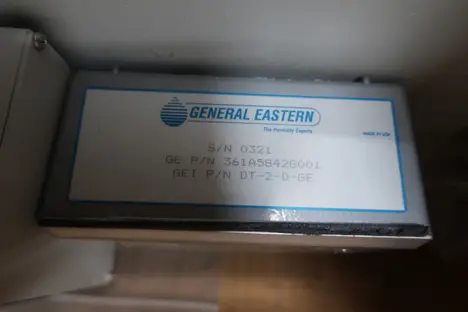 GENERAL EASTERN
The Humidity Experts
MADE IN USA
S/N 0321
GE P/N 361A5842G001
GEI P/N DT-2-D-GE